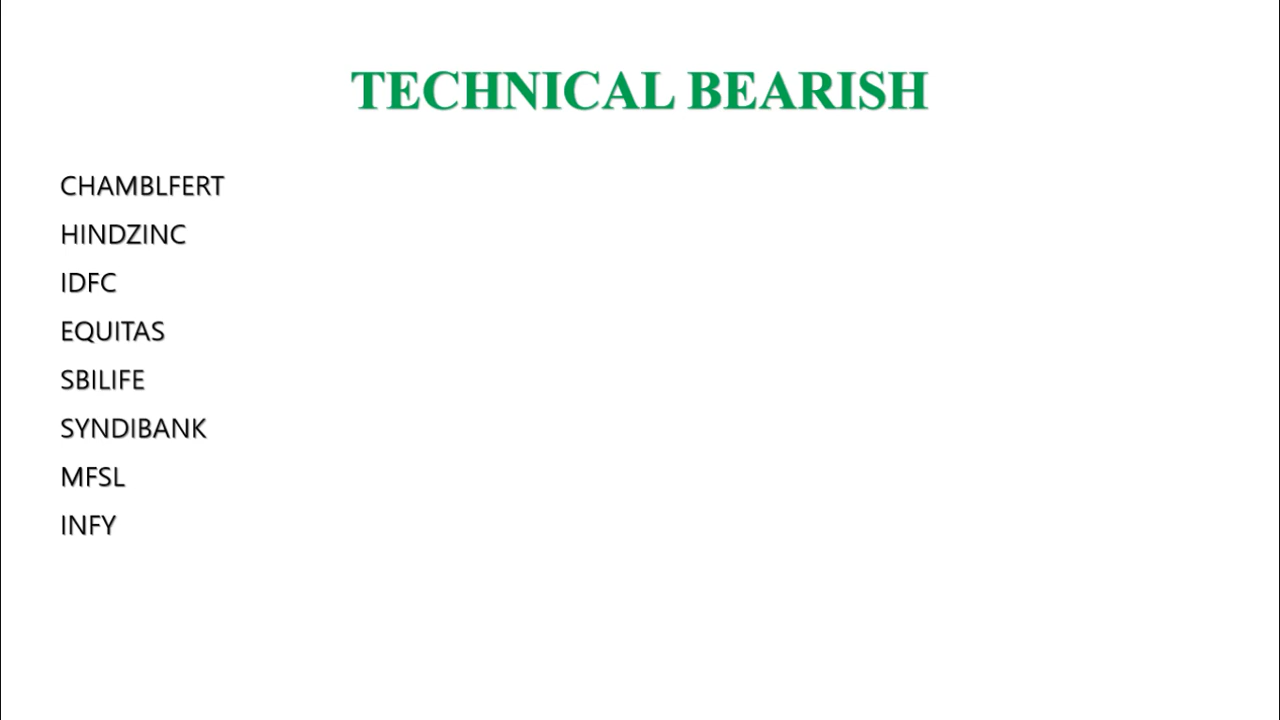 TECHNICAL BEARISH
CHAMBLFERT
HINDZINC
IDFC
EQUITAS
SBILIFE
SYNDIBANK
MFSL
INFY